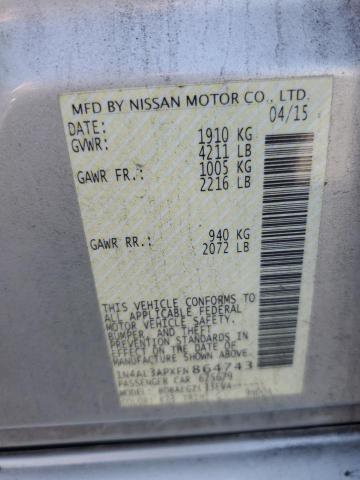 MFD BY NISSAN MOTOR CO., LTD.
DATE: 04/15
GVWR: 1910 KG
4211 LB
GAWR FR.: 1005 KG
2216 LB
GAWR RR.: 940 KG
2072 LB
THIS VEHICLE CONFORMS TO
ALL APPLICABLE FEDERAL
MOTOR VEHICLE SAFETY,
BUMPER, AND THEFT
PREVENTION STANDARDS
IN EFFECT ON THE DATE OF
MANUFACTURE SHOWN ABOVE.
1N4AL3APXFN864743
PASSENGER CAR